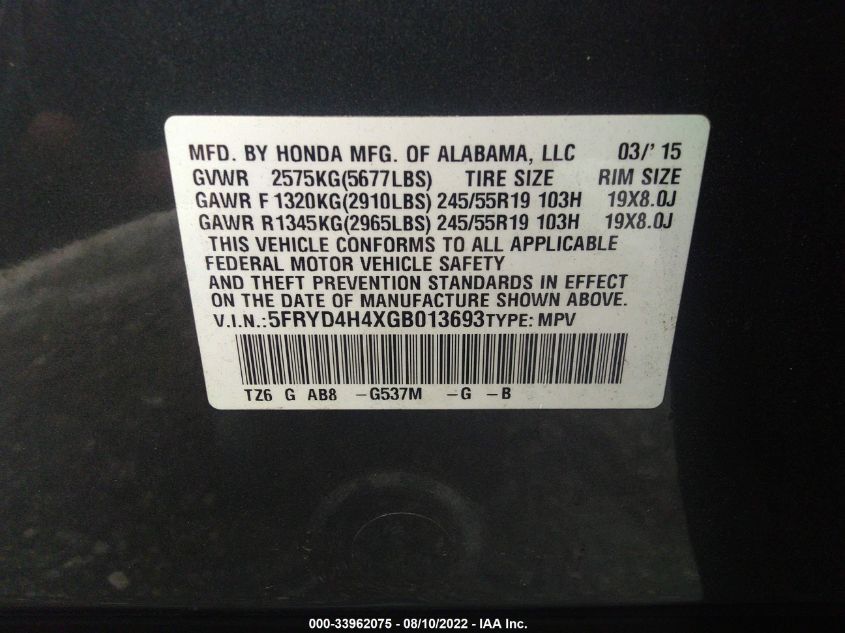 MFD. BY HONDA MFG. OF ALABAMA, LLC 03/'15
GVWR 2575KG(5677LBS) TIRE SIZE RIM SIZE
GAWR F 1320KG(2910LBS) 245/55R19 103H 19X8.0J
GAWR R1345KG(2965LBS) 245/55R19 103H 19X8.0J
THIS VEHICLE CONFORMS TO ALL APPLICABLE
FEDERAL MOTOR VEHICLE SAFETY
AND THEFT PREVENTION STANDARDS IN EFFECT
ON THE DATE OF MANUFACTURE SHOWN ABOVE.
V.I.N.:5FRYD4H4XGB013693TYPE: MPV
TZ6 G AB8 -G537M -G -B
000-33962075 - 08/10/2022 - IAA Inc.